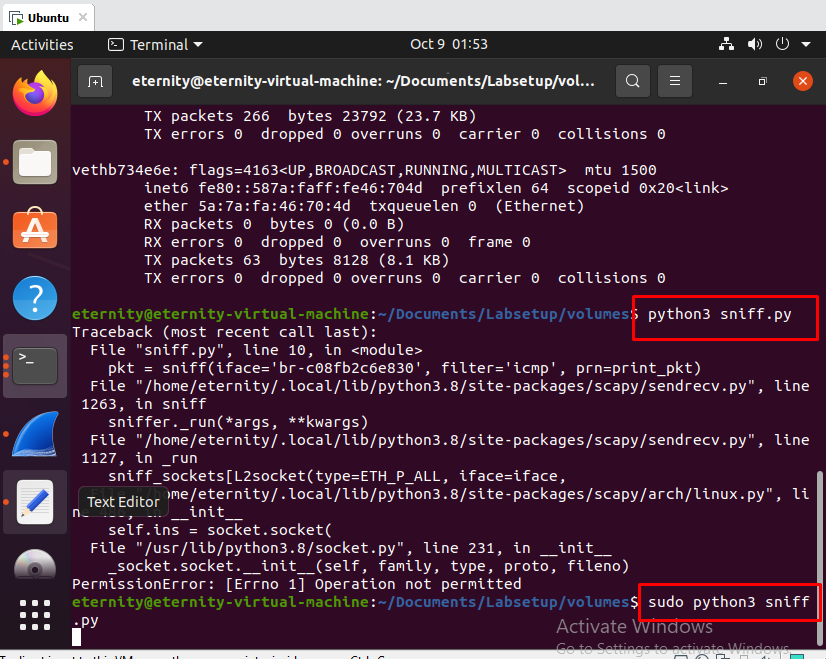 Ubuntu
Activities
Terminal
Oct 9 01:53
eternity@eternity-virtual-machine: ~/Documents/Labsetup/vol...
TX packets 266  bytes 23792 (23.7 KB)
TX errors 0  dropped 0 overruns 0  carrier 0  collisions 0
vethb734e6e: flags=4163<UP,BROADCAST,RUNNING,MULTICAST>  mtu 1500
inet6 fe80::587a:faff:fe46:704d  prefixlen 64  scopeid 0x20<link>
ether 5a:7a:fa:46:70:4d  txqueuelen 0  (Ethernet)
RX packets 0  bytes 0 (0.0 B)
RX errors 0  dropped 0  overruns 0  frame 0
TX packets 63  bytes 8128 (8.1 KB)
TX errors 0  dropped 0 overruns 0  carrier 0  collisions 0
eternity@eternity-virtual-machine:~/Documents/Labsetup/volumes$ python3 sniff.py
Traceback (most recent call last):
File "sniff.py", line 10, in <module>
pkt = sniff(iface='br-c08fb2c6e830', filter='icmp', prn=print_pkt)
File "/home/eternity/.local/lib/python3.8/site-packages/scapy/sendrecv.py", line
1263, in sniff
sniffer._run(*args, **kwargs)
File "/home/eternity/.local/lib/python3.8/site-packages/scapy/sendrecv.py", line
1127, in _run
sniff_sockets[L2socket(type=ETH_P_ALL, iface=iface,
ome/eternity/.local/lib/python3.8/site-packages/scapy/arch/linux.py", li
Text Editor
in __init__
self.ins = socket.socket(
File "/usr/lib/python3.8/socket.py", line 231, in __init__
_socket.socket.__init__(self, family, type, proto, fileno)
PermissionError: [Errno 1] Operation not permitted
eternity@eternity-virtual-machine:~/Documents/Labsetup/volumes$ sudo python3 sniff
.py
Activate Windows
Go to Settings to activate Windows.